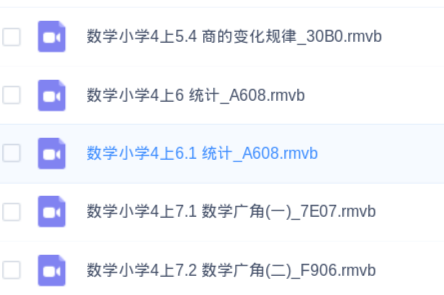 数学小学4上5.4 商的变化规律_30B0.rmvb
数学小学4上6 统计_A608.rmvb
数学小学4上6.1 统计_A608.rmvb
数学小学4上7.1 数学广角(一)_7E07.rmvb
数学小学4上7.2 数学广角(二)_F906.rmvb